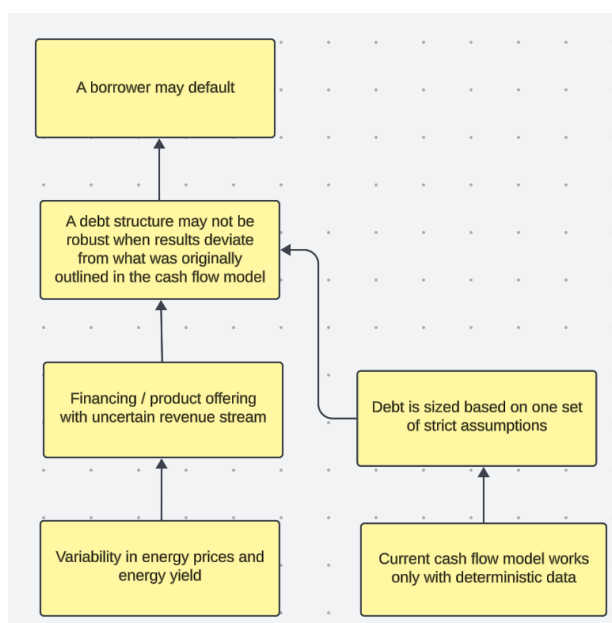 A borrower may default
A debt structure may not be
robust when results deviate
from what was originally
outlined in the cash flow model
Financing / product offering
with uncertain revenue stream
Debt is sized based on one set
of strict assumptions
Variability in energy prices and
energy yield
Current cash flow model works
only with deterministic data